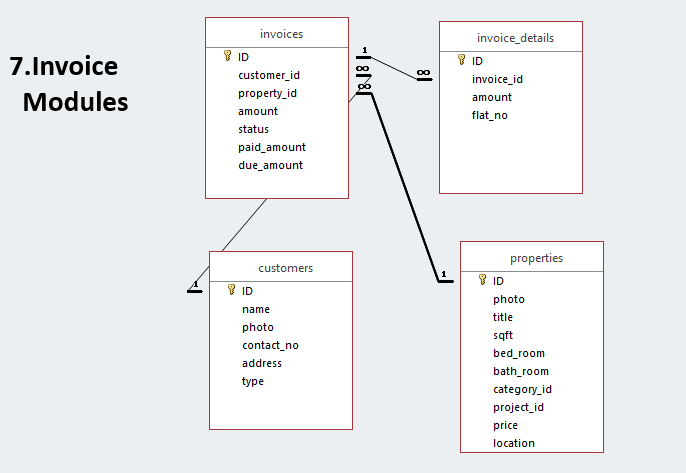 7.Invoice
Modules
invoices
ID
customer_id
property_id
amount
status
paid_amount
due_amount
1
∞
∞
∞
invoice_details
ID
invoice_id
amount
flat_no
1
customers
ID
name
photo
contact_no
address
type
1
properties
ID
photo
title
sqft
bed_room
bath_room
category_id
project_id
price
location